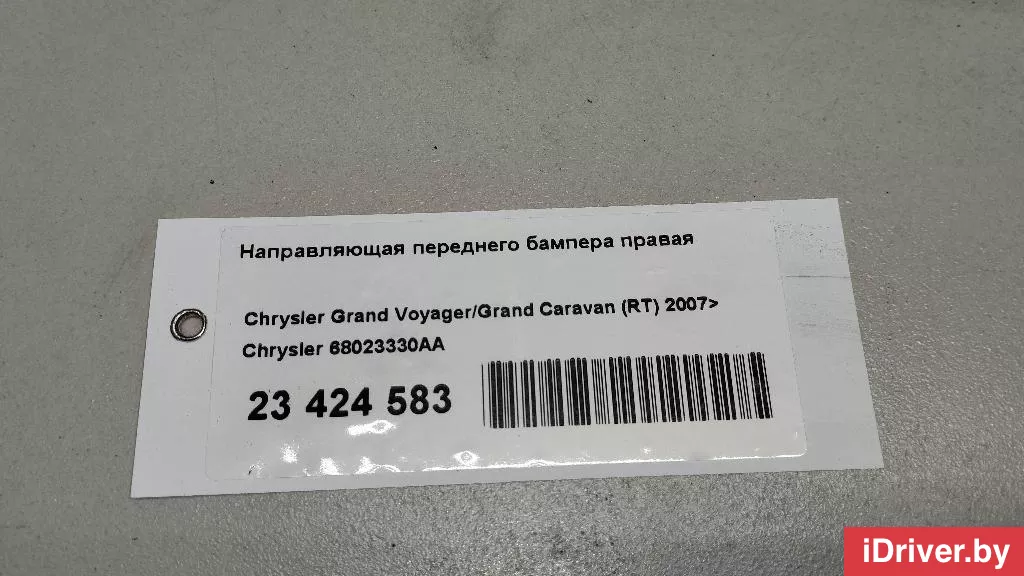 Направляющая переднего бампера правая
Chrysler Grand Voyager/Grand Caravan (RT) 2007>
Chrysler 68023330AA
23 424 583
iDriver.by